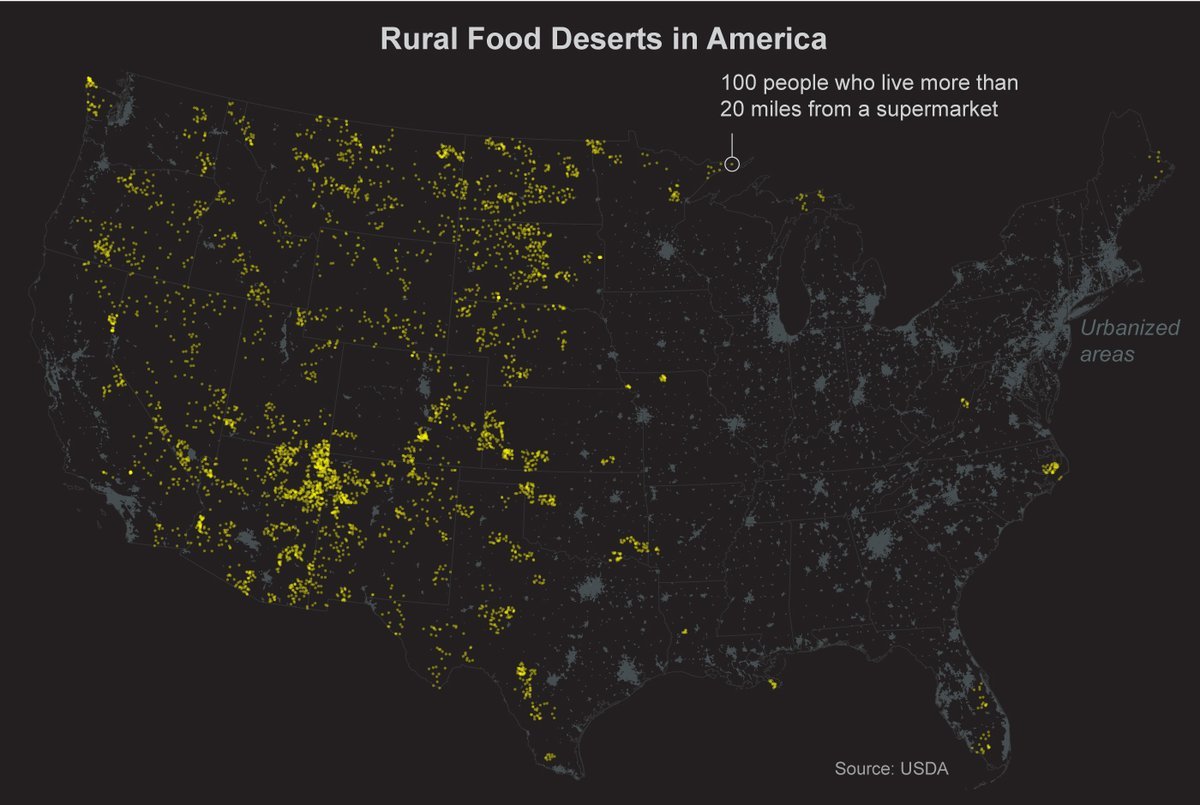 Rural Food Deserts in America
100 people who live more than
20 miles from a supermarket
Urbanized
areas
Source: USDA